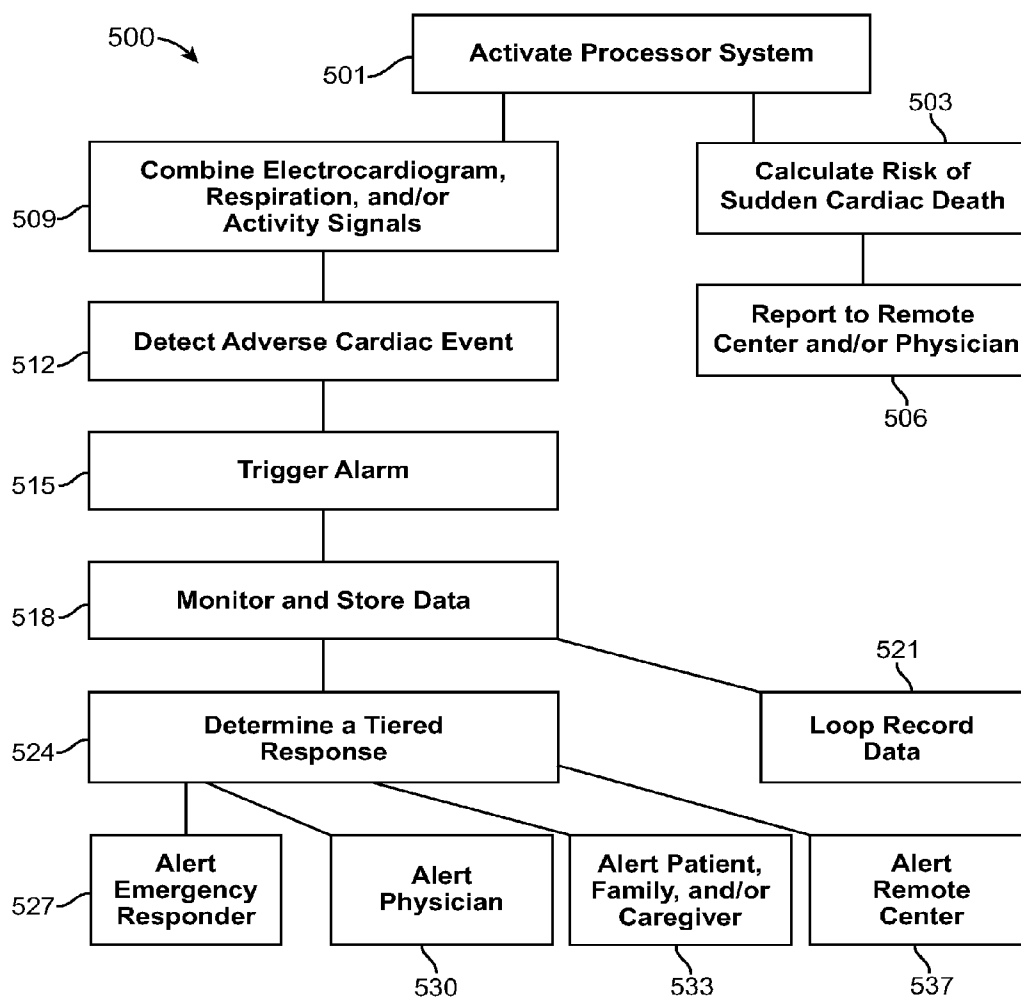 500
Activate Processor System
501
503
Combine Electrocardiogram,
Respiration, and/or
Activity Signals
509
Calculate Risk of
Sudden Cardiac Death
Detect Adverse Cardiac Event
512
Report to Remote
Center and/or Physician
506
Trigger Alarm
515
Monitor and Store Data
518
521
Determine a Tiered
Response
524
Loop Record
Data
Alert
Emergency
Responder
527
Alert
Physician
530
Alert Patient,
Family, and/or
Caregiver
533
Alert
Remote
Center
537